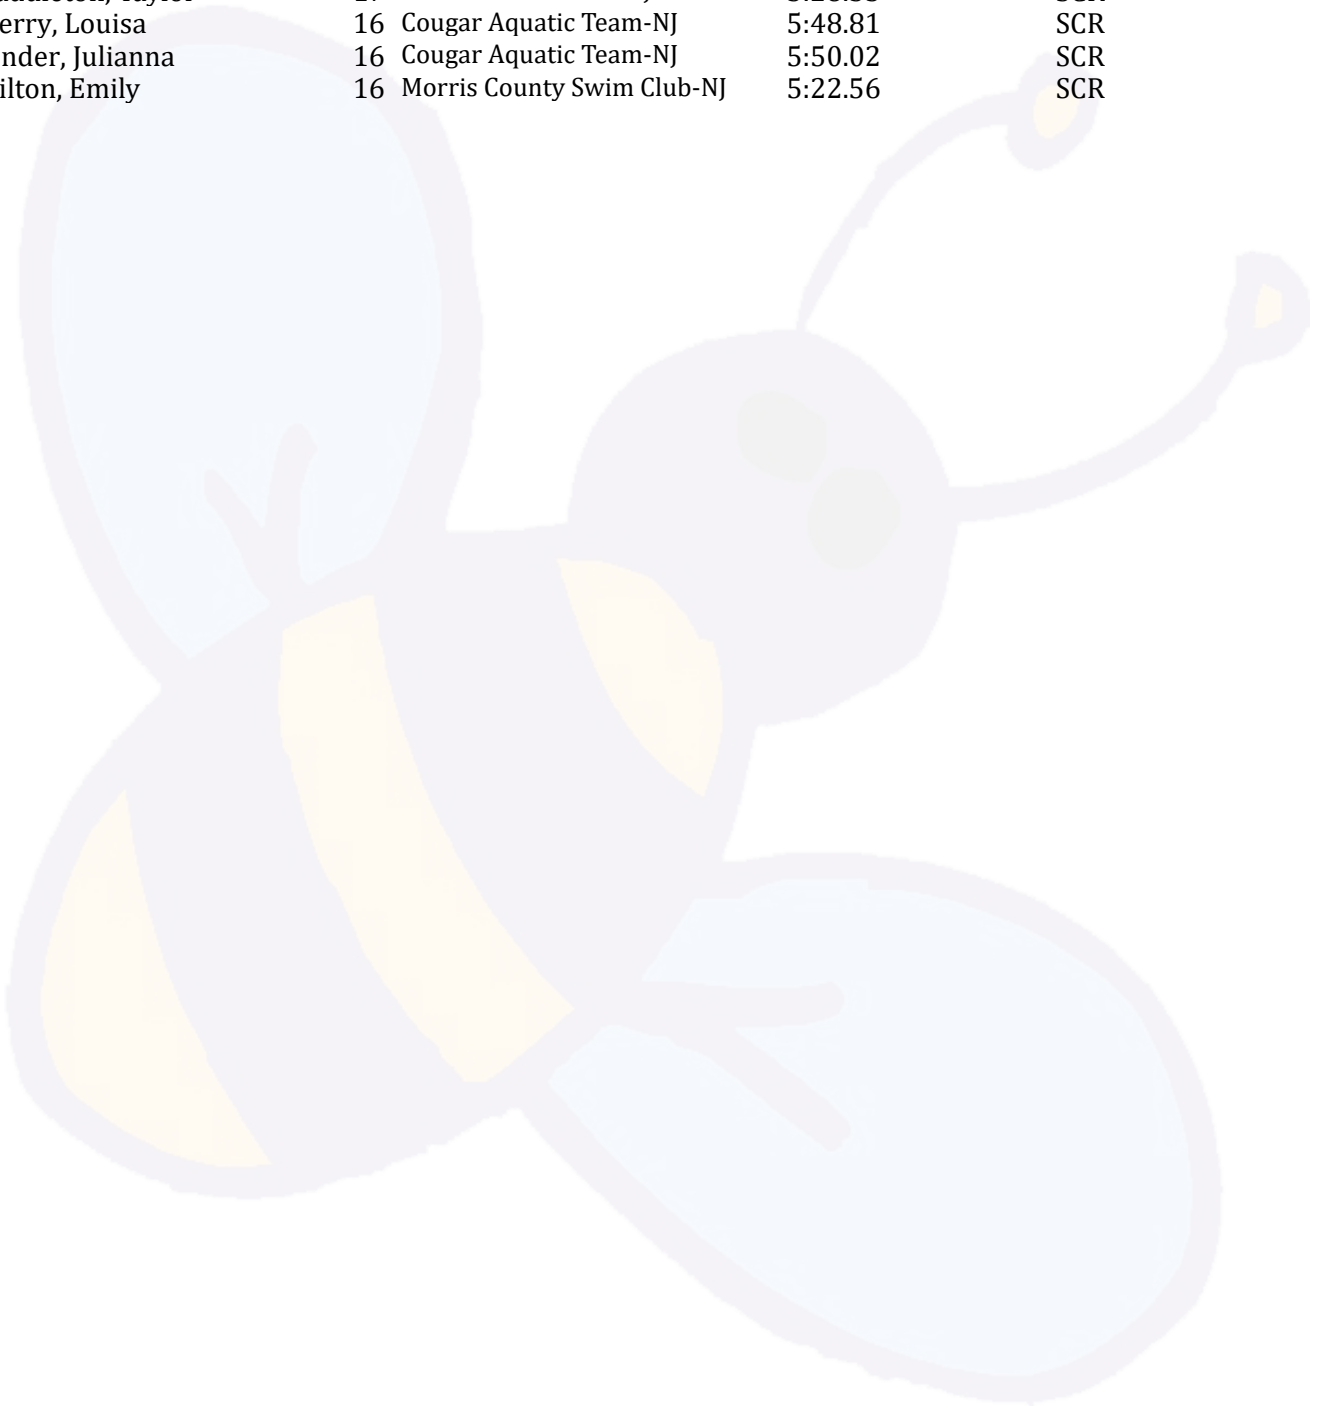 erry, Louisa 16 Cougar Aquatic Team-NJ 5:48.81 SCR
nder, Julianna 16 Cougar Aquatic Team-NJ 5:50.02 SCR
ilton, Emily 16 Morris County Swim Club-NJ 5:22.56 SCR